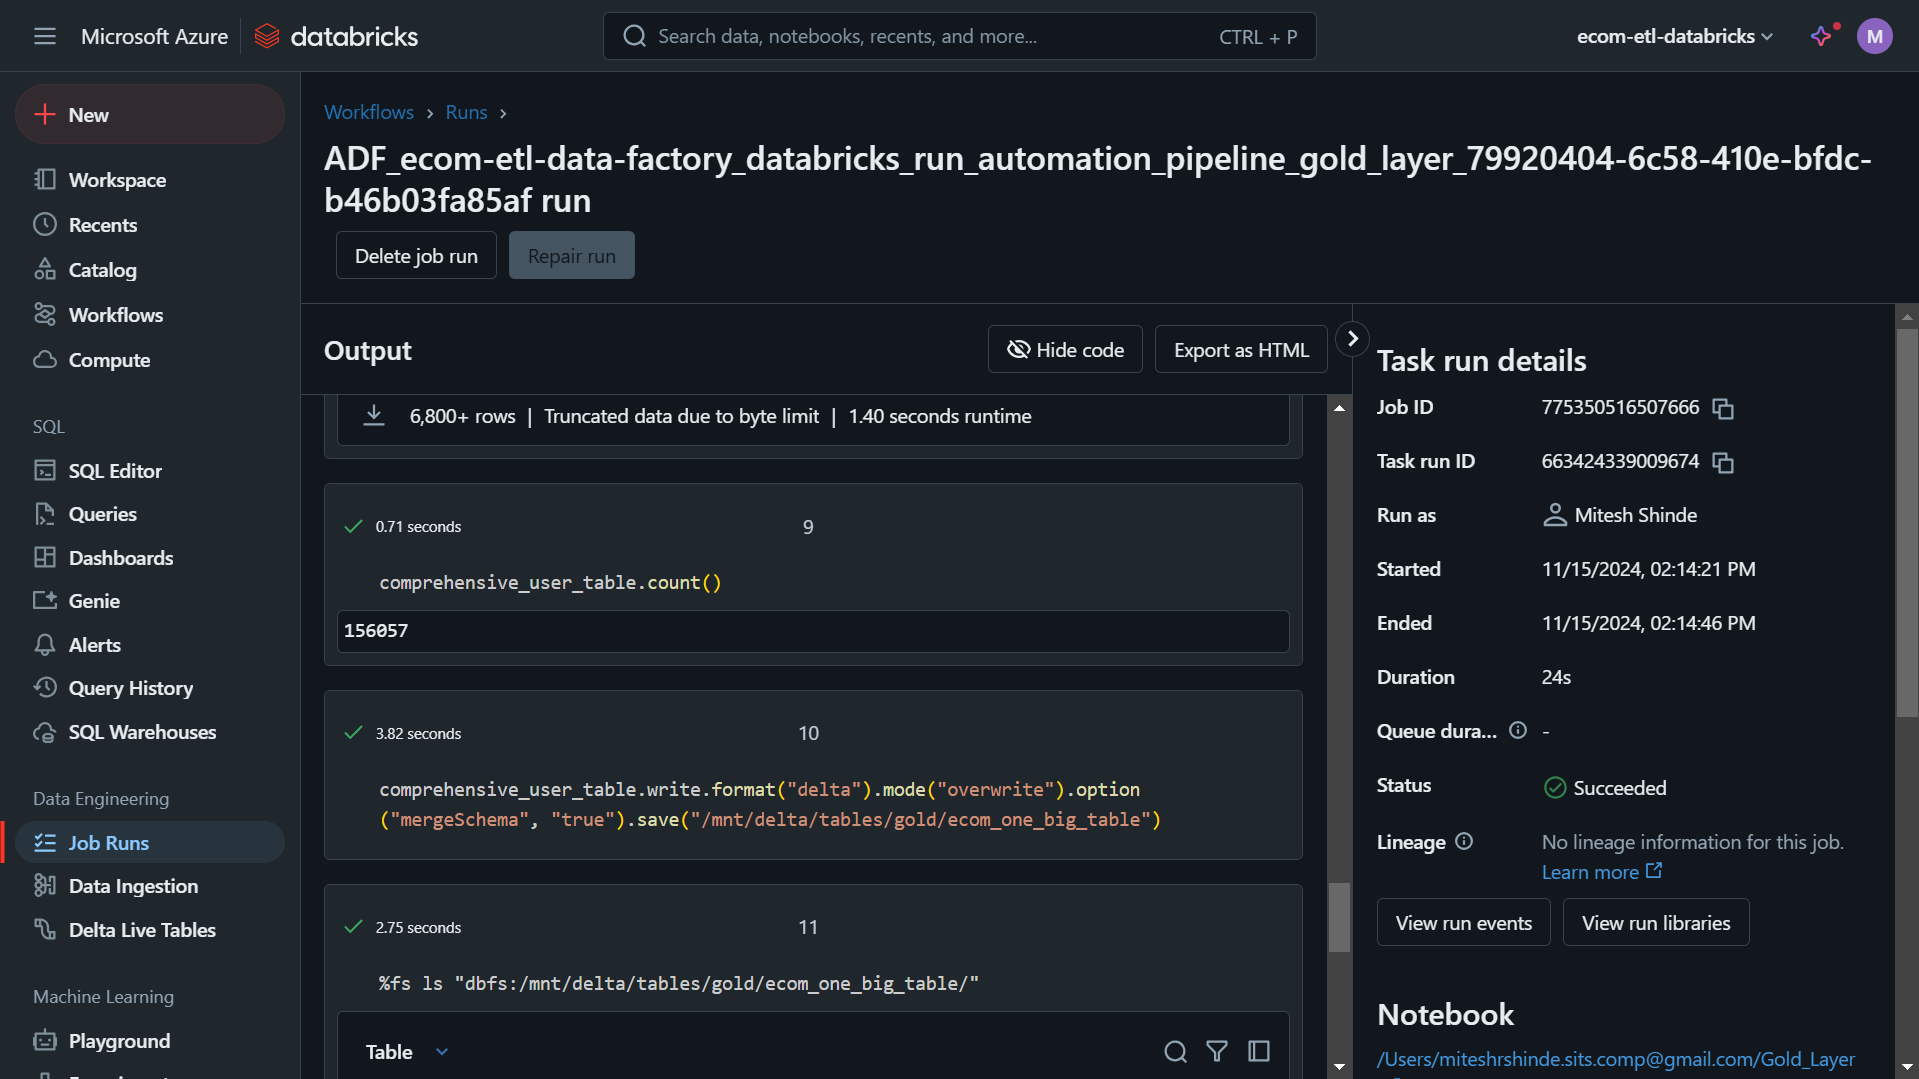 Microsoft Azure
databricks
Search data, notebooks, recents, and more...
CTRL + P
ecom-etl-databricks
M
New
Workspace
Recents
Catalog
Workflows
Compute
SQL
SQL Editor
Queries
Dashboards
Genie
Alerts
Query History
SQL Warehouses
Data Engineering
Job Runs
Data Ingestion
Delta Live Tables
Machine Learning
Playground
Workflows > Runs >
ADF_ecom-etl-data-factory_databricks_run_automation_pipeline_gold_layer_79920404-6c58-410e-bfdc-
b46b03fa85af run
Delete job run
Repair run
Output
Hide code
Export as HTML
6,800+ rows | Truncated data due to byte limit | 1.40 seconds runtime
0.71 seconds
9
comprehensive_user_table.count()
156057
3.82 seconds
10
comprehensive_user_table.write.format("delta").mode("overwrite").option
("mergeSchema", "true").save("/mnt/delta/tables/gold/ecom_one_big_table")
2.75 seconds
11
%fs ls "dbfs:/mnt/delta/tables/gold/ecom_one_big_table/"
Table
Task run details
Job ID 775350516507666
Task run ID 663424339009674
Run as Mitesh Shinde
Started 11/15/2024, 02:14:21 PM
Ended 11/15/2024, 02:14:46 PM
Duration 24s
Queue dura... -
Status Succeeded
Lineage No lineage information for this job.
Learn more
View run events
View run libraries
Notebook
/Users/miteshrshinde.sits.comp@gmail.com/Gold_Layer